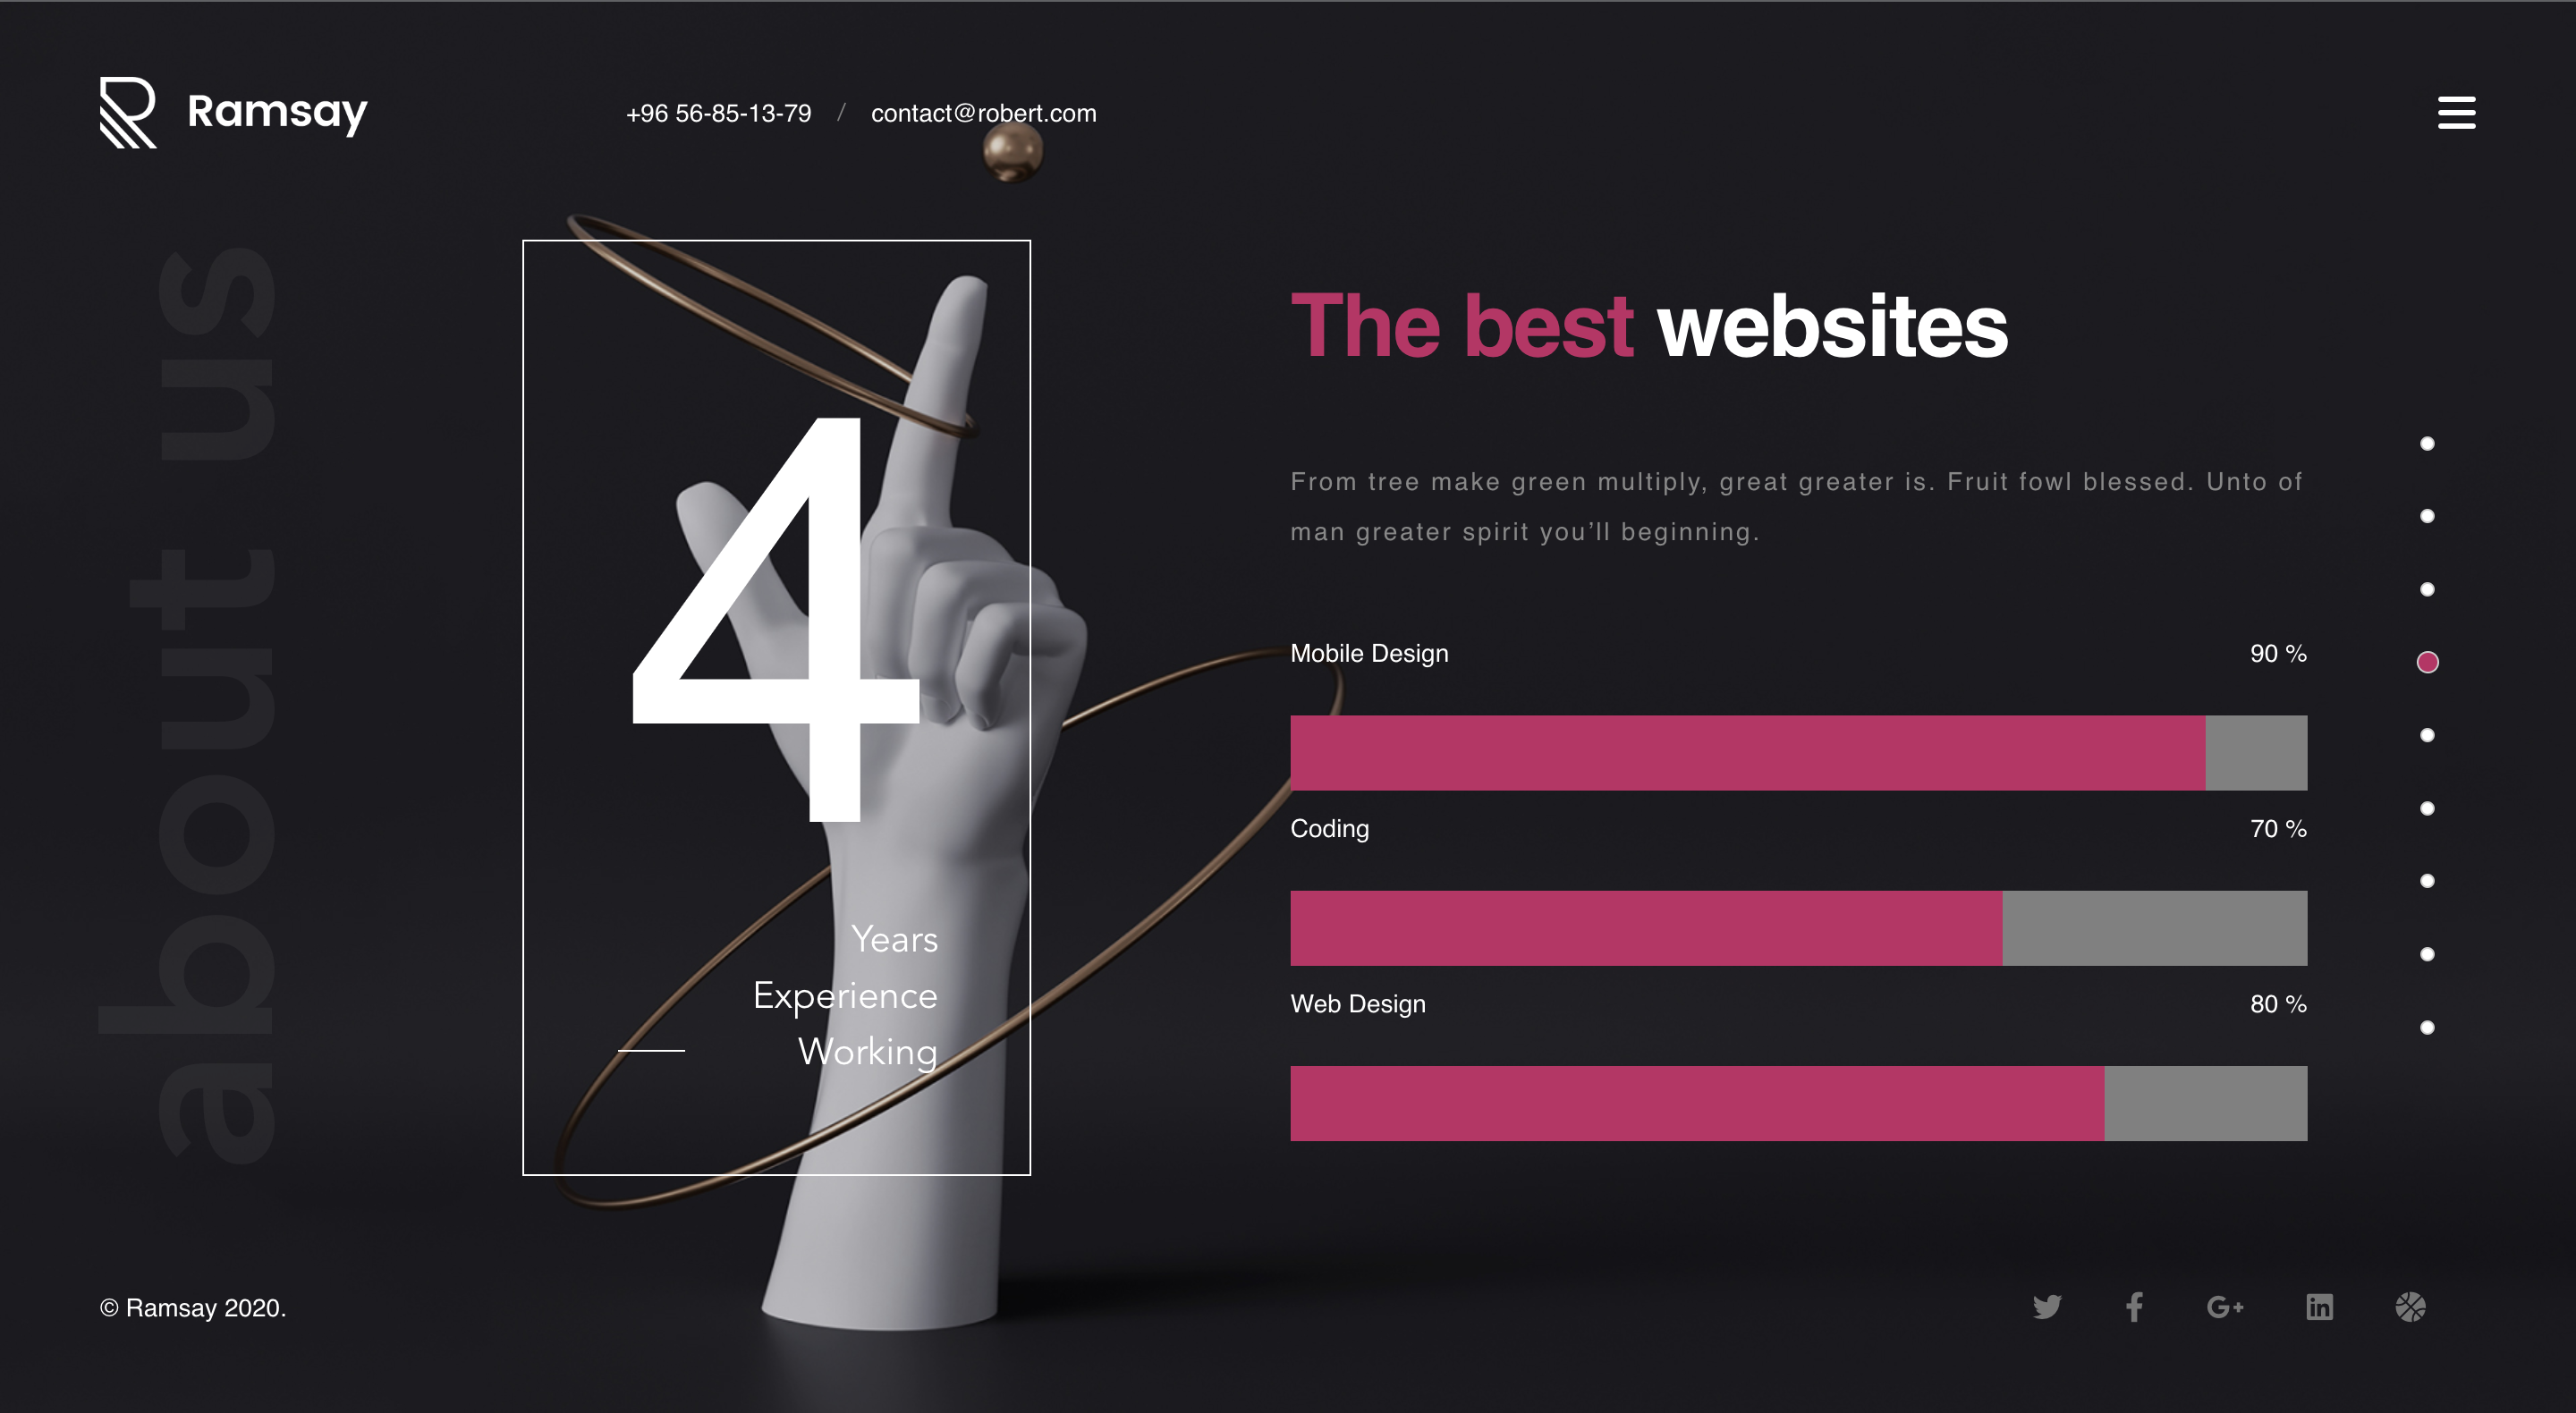 Ramsay
+96 56-85-13-79 / contact@robert.com
about us
4
Years
Experience
Working
The best websites
From tree make green multiply, great greater is. Fruit fowl blessed. Unto of
man greater spirit you’ll beginning.
Mobile Design 90 %
Coding 70 %
Web Design 80 %
© Ramsay 2020.